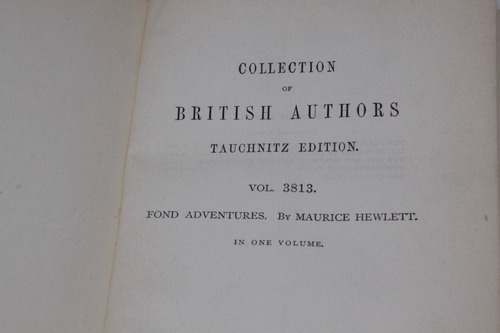 COLLECTION
OF
BRITISH AUTHORS
TAUCHNITZ EDITION.
VOL. 3813.
FOND ADVENTURES. By MAURICE HEWLETT.
IN ONE VOLUME.